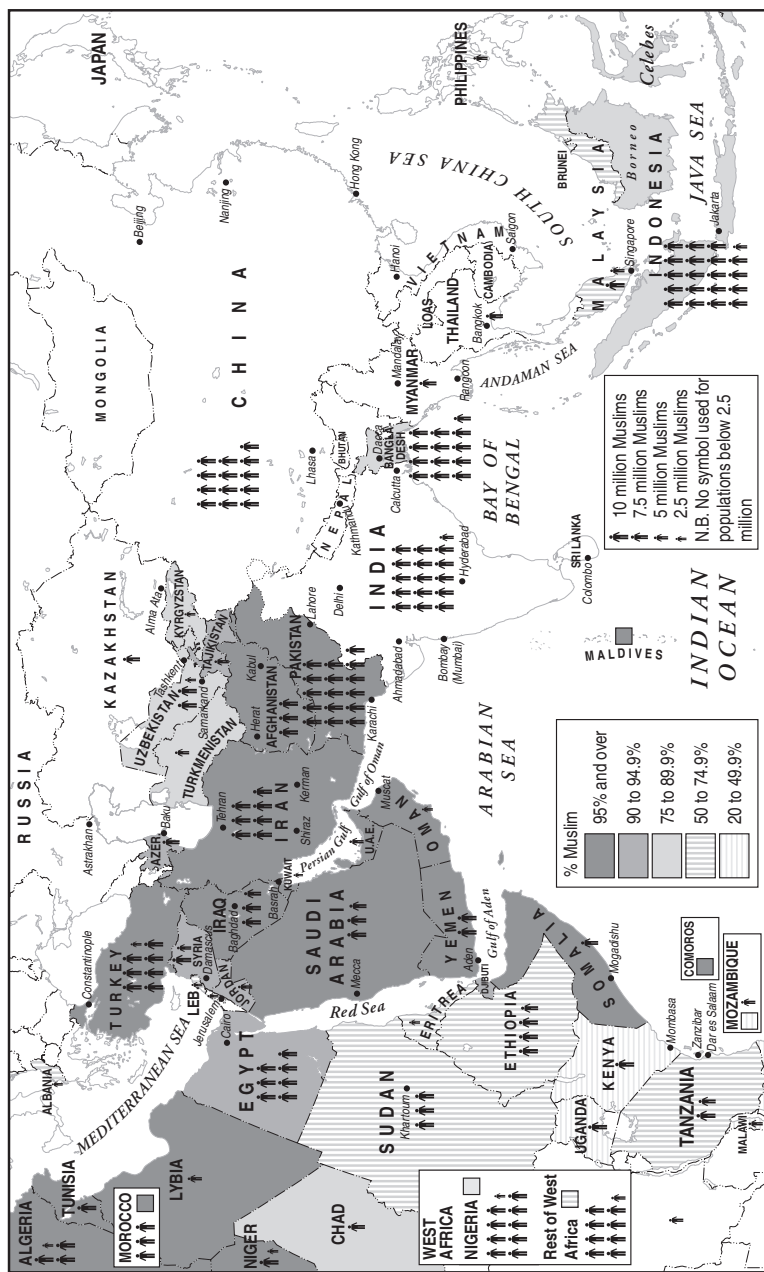 RUSSIA
KAZAKHSTAN
MONGOLIA
CHINA
JAPAN
Astrakhan
Alma Ata
Beijing
Nanjing
Hong Kong
ALBANIA
Constantinople
TURKEY
AZER.
Baku
UZBEKISTAN
Tashkent
KYRGYZSTAN
Samarkand
TAJIKISTAN
TURKMENISTAN
MEDITERRANEAN SEA
LEB
SYRIA
Damascus
Jerusalem
JORDAN
IRAQ
Baghdad
Basrah
KUWAIT
Tehran
IRAN
Shiraz
Kerman
Herat
Kabul
AFGHANISTAN
PAKISTAN
Lahore
Karachi
Delhi
Lhasa
NEPAL
Kathmandu
BHUTAN
Dacca
BANGLA-
DESH
Calcutta
INDIA
Ahmadabad
Bombay
(Mumbai)
Hyderabad
Mandalay
MYANMAR
Rangoon
Hanoi
LOAS
VIETNAM
THAILAND
Bangkok
CAMBODIA
Saigon
SOUTH CHINA SEA
PHILIPPINES
ALGERIA
TUNISIA
MOROCCO
LYBIA
EGYPT
Cairo
Red Sea
SAUDI
ARABIA
Mecca
Persian Gulf
U.A.E.
Gulf of Oman
Muscat
OMAN
YEMEN
Aden
Gulf of Aden
ARABIAN
SEA
BAY OF
BENGAL
ANDAMAN SEA
SRI LANKA
Colombo
MALDIVES
INDIAN
OCEAN
BRUNEI
MALAYSIA
Singapore
Borneo
Celebes
INDONESIA
JAVA SEA
Jakarta
NIGER
CHAD
SUDAN
Khartoum
ERITREA
DJIBUTI
ETHIOPIA
SOMALIA
Mogadishu
UGANDA
KENYA
Mombasa
Zanzibar
Dar es Salaam
TANZANIA
MALAWI
COMOROS
MOZAMBIQUE
WEST
AFRICA
NIGERIA
Rest of West
Africa
% Muslim
95% and over
90 to 94.9%
75 to 89.9%
50 to 74.9%
20 to 49.9%
10 million Muslims
7.5 million Muslims
5 million Muslims
2.5 million Muslims
N.B. No symbol used for
populations below 2.5
million